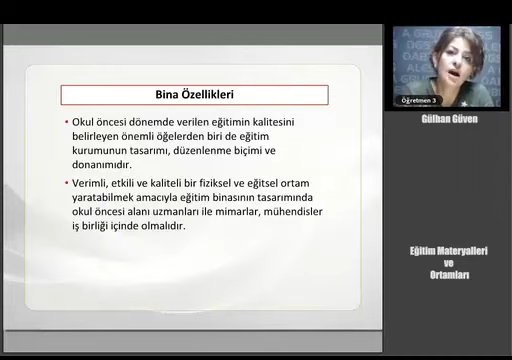 Bina Özellikleri
• Okul öncesi dönemde verilen eğitimin kalitesini
belirleyen önemli öğelerden biri de eğitim
kurumunun tasarımı, düzenlenme biçimi ve
donanımıdır.
• Verimli, etkili ve kaliteli bir fiziksel ve eğitsel ortam
yaratabilmek amacıyla eğitim binasının tasarımında
okul öncesi alanı uzmanları ile mimarlar, mühendisler
iş birliği içinde olmalıdır.
Öğretmen 3
Gülhan Güven
Eğitim Materyalleri
ve
Ortamları